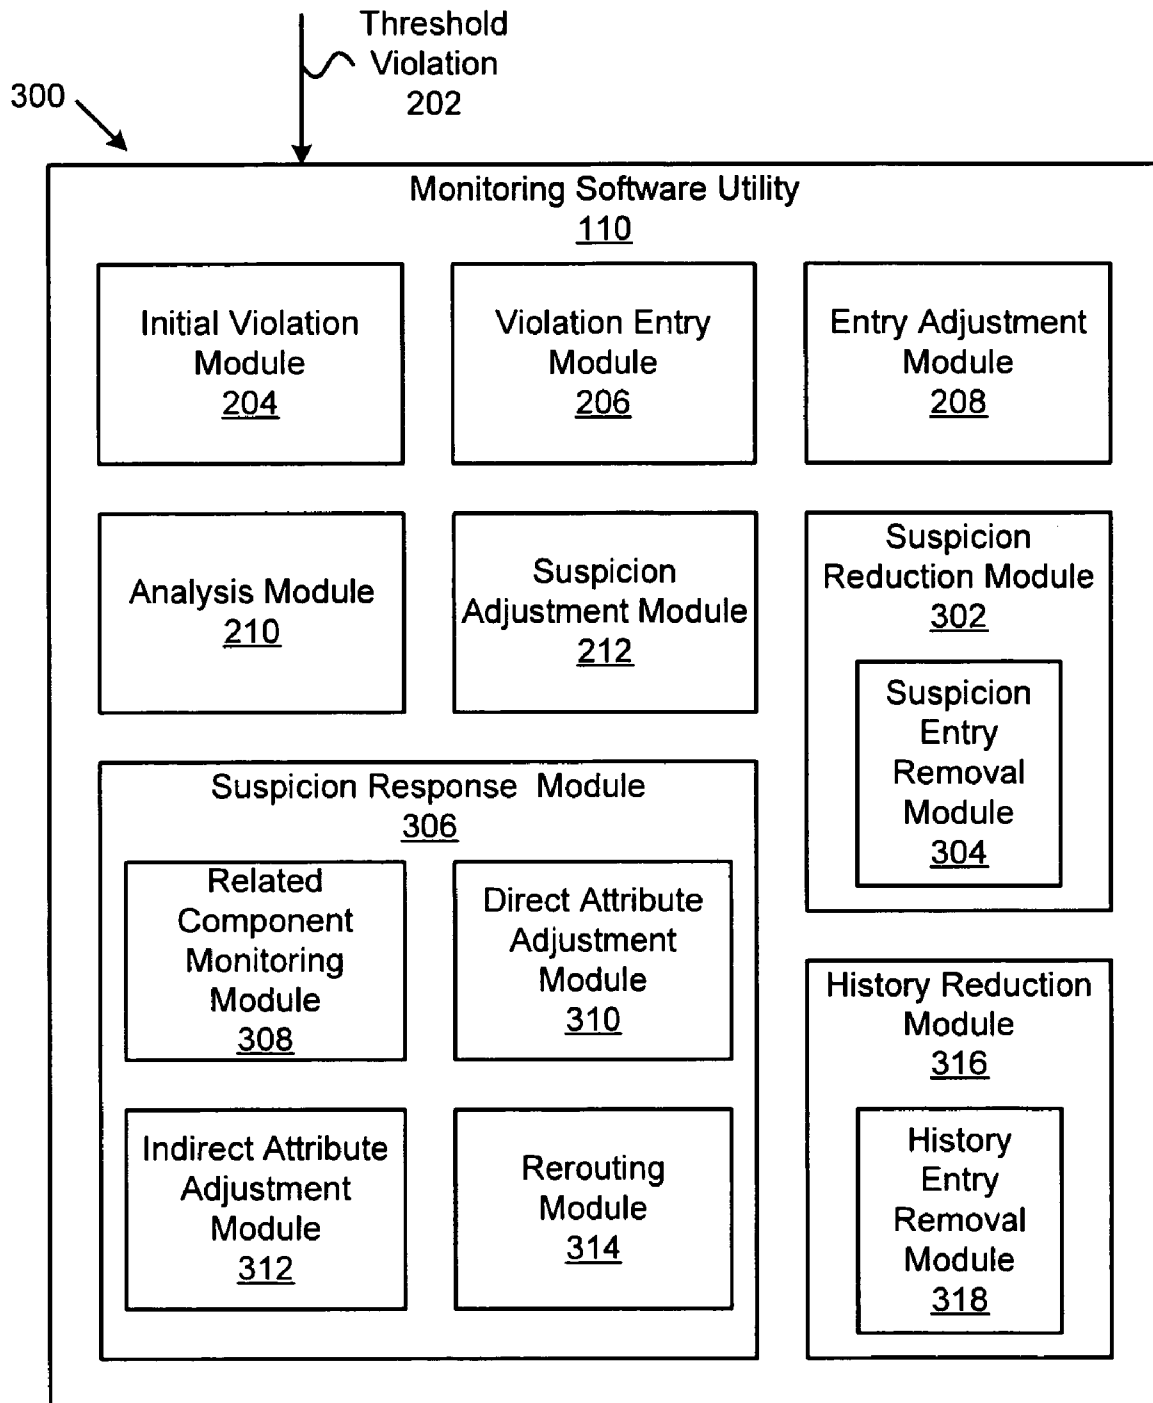 Threshold
Violation
202
300
Monitoring Software Utility
110
Initial Violation
Module
204
Violation Entry
Module
206
Entry Adjustment
Module
208
Analysis Module
210
Suspicion
Adjustment Module
212
Suspicion
Reduction Module
302
Suspicion
Entry
Removal
Module
304
Suspicion Response Module
306
Related
Component
Monitoring
Module
308
Direct Attribute
Adjustment
Module
310
Indirect Attribute
Adjustment
Module
312
Rerouting
Module
314
History Reduction
Module
316
History
Entry
Removal
Module
318